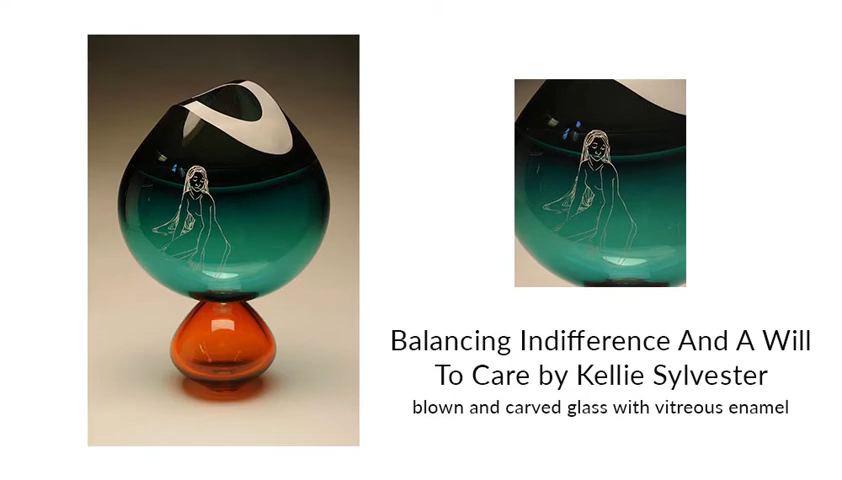 Balancing Indifference And A Will
To Care by Kellie Sylvester
blown and carved glass with vitreous enamel